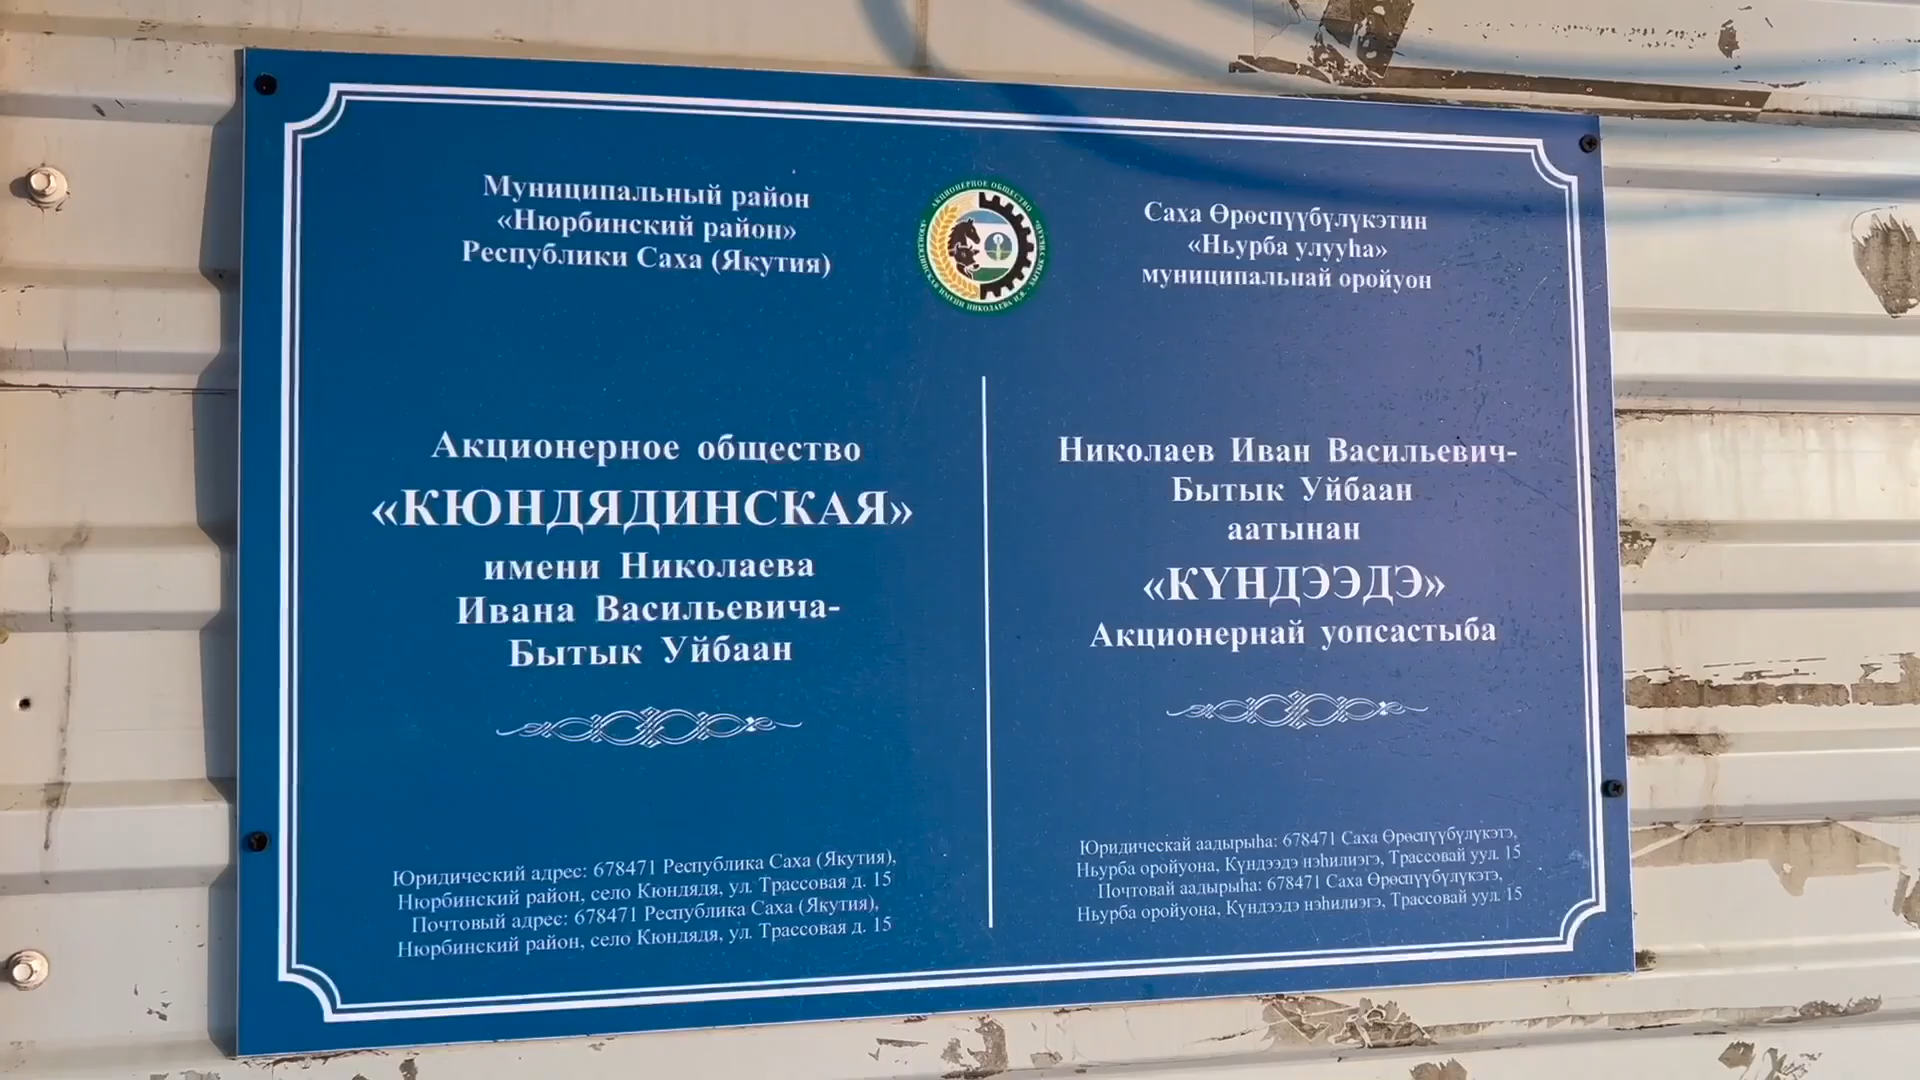 Муниципальный район
«Нюрбинский район»
Республики Саха (Якутия)
АКЦИОНЕРНОЕ ОБЩЕСТВО
ИМЕНИ НИКОЛАЕВА И.В.
Саха Өрөспүүбүлүкэтин
«Ньурба улууһа»
муниципальнай оройуон
Акционерное общество
«КЮНДЯДИНСКАЯ»
имени Николаева
Ивана Васильевича-
Бытык Уйбаан
Николаев Иван Васильевич-
Бытык Уйбаан
аатынан
«КҮНДЭЭДЭ»
Акционернай уопсастыба
Юридический адрес: 678471 Республика Саха (Якутия),
Нюрбинский район, село Кюндядя, ул. Трассовая д. 15
Почтовый адрес: 678471 Республика Саха (Якутия),
Нюрбинский район, село Кюндядя, ул. Трассовая д. 15
Юридическай аадырыһа: 678471 Саха Өрөспүүбүлүкэтэ,
Ньурба оройуона, Күндээдэ нэһилиэгэ, Трассовай уул. 15
Почтовай аадырыһа: 678471 Саха Өрөспүүбүлүкэтэ,
Ньурба оройуона, Күндээдэ нэһилиэгэ, Трассовай уул. 15